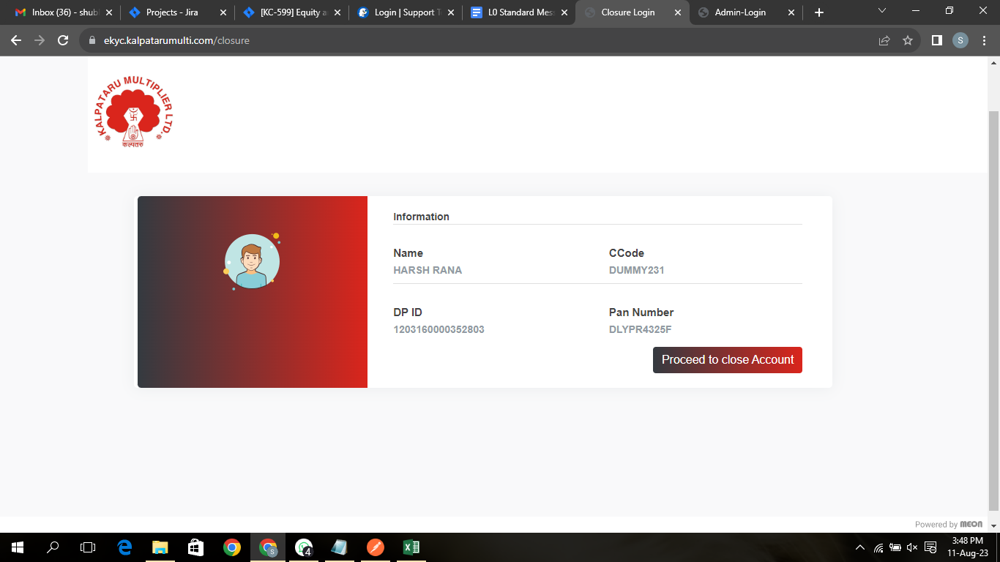 Inbox (36) - shub
Projects - Jira
[KC-599] Equity a
Login | Support T
L0 Standard Mes
Closure Login
Admin-Login
ekyc.kalpatarumulti.com/closure
S
KALPATARU MULTIPLIER LTD.
कल्पतरु
Information
Name
CCode
HARSH RANA
DUMMY231
DP ID
Pan Number
1203160000352803
DLYPR4325F
Proceed to close Account
Powered by MEON
S
4
3:48 PM
11-Aug-23